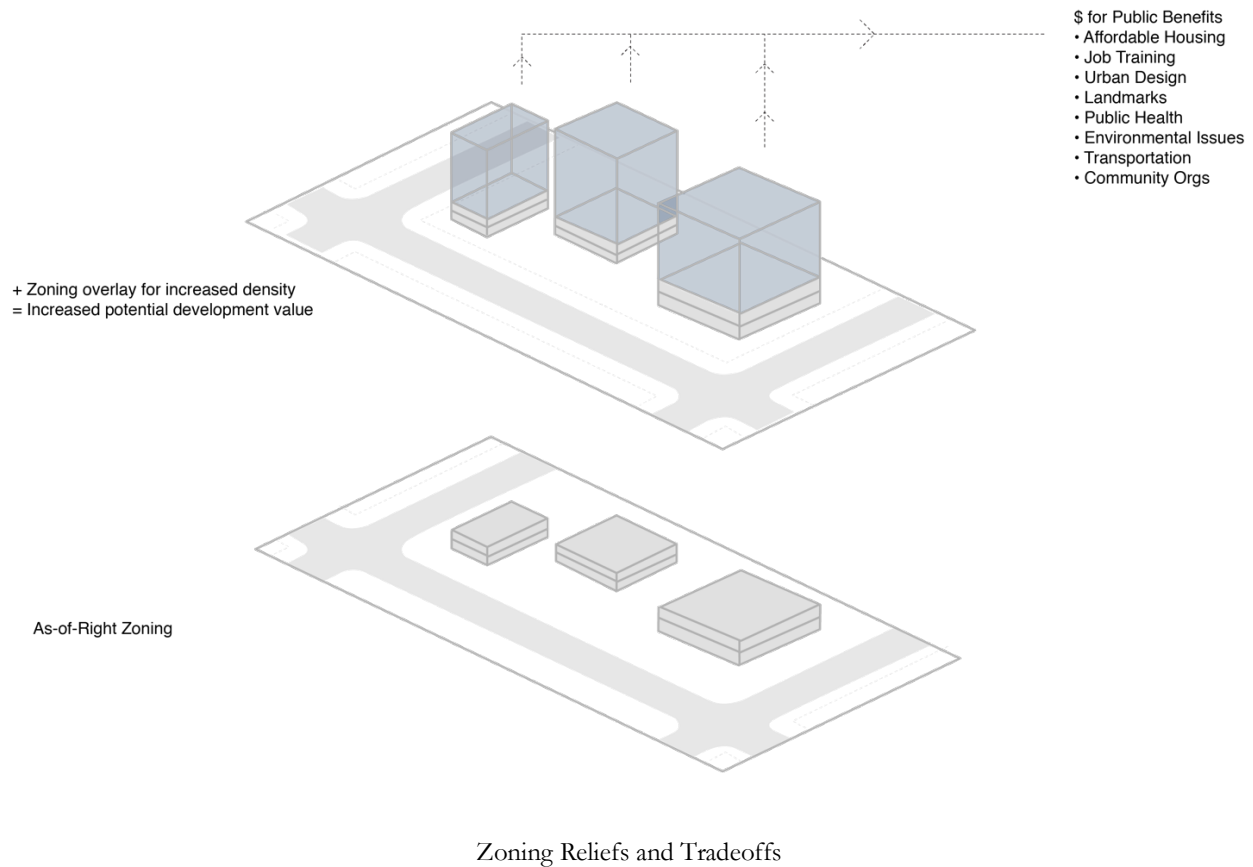 $ for Public Benefits
• Affordable Housing
• Job Training
• Urban Design
• Landmarks
• Public Health
• Environmental Issues
• Transportation
• Community Orgs
+ Zoning overlay for increased density
= Increased potential development value
As-of-Right Zoning
Zoning Reliefs and Tradeoffs